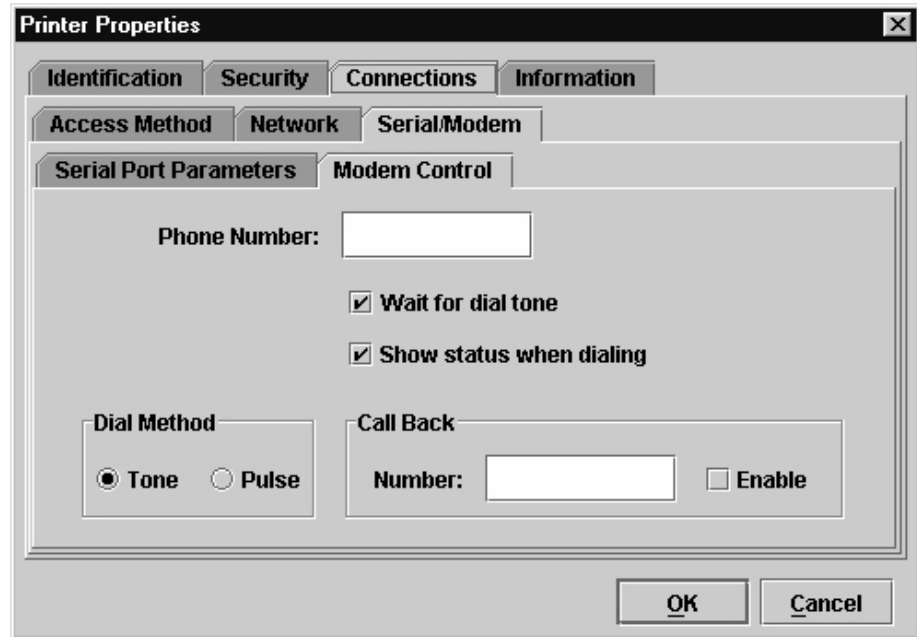 Printer Properties
Identification Security Connections Information
Access Method Network Serial/Modem
Serial Port Parameters Modem Control
Phone Number:
Wait for dial tone
Show status when dialing
Dial Method Call Back
Tone Pulse Number: Enable
OK Cancel